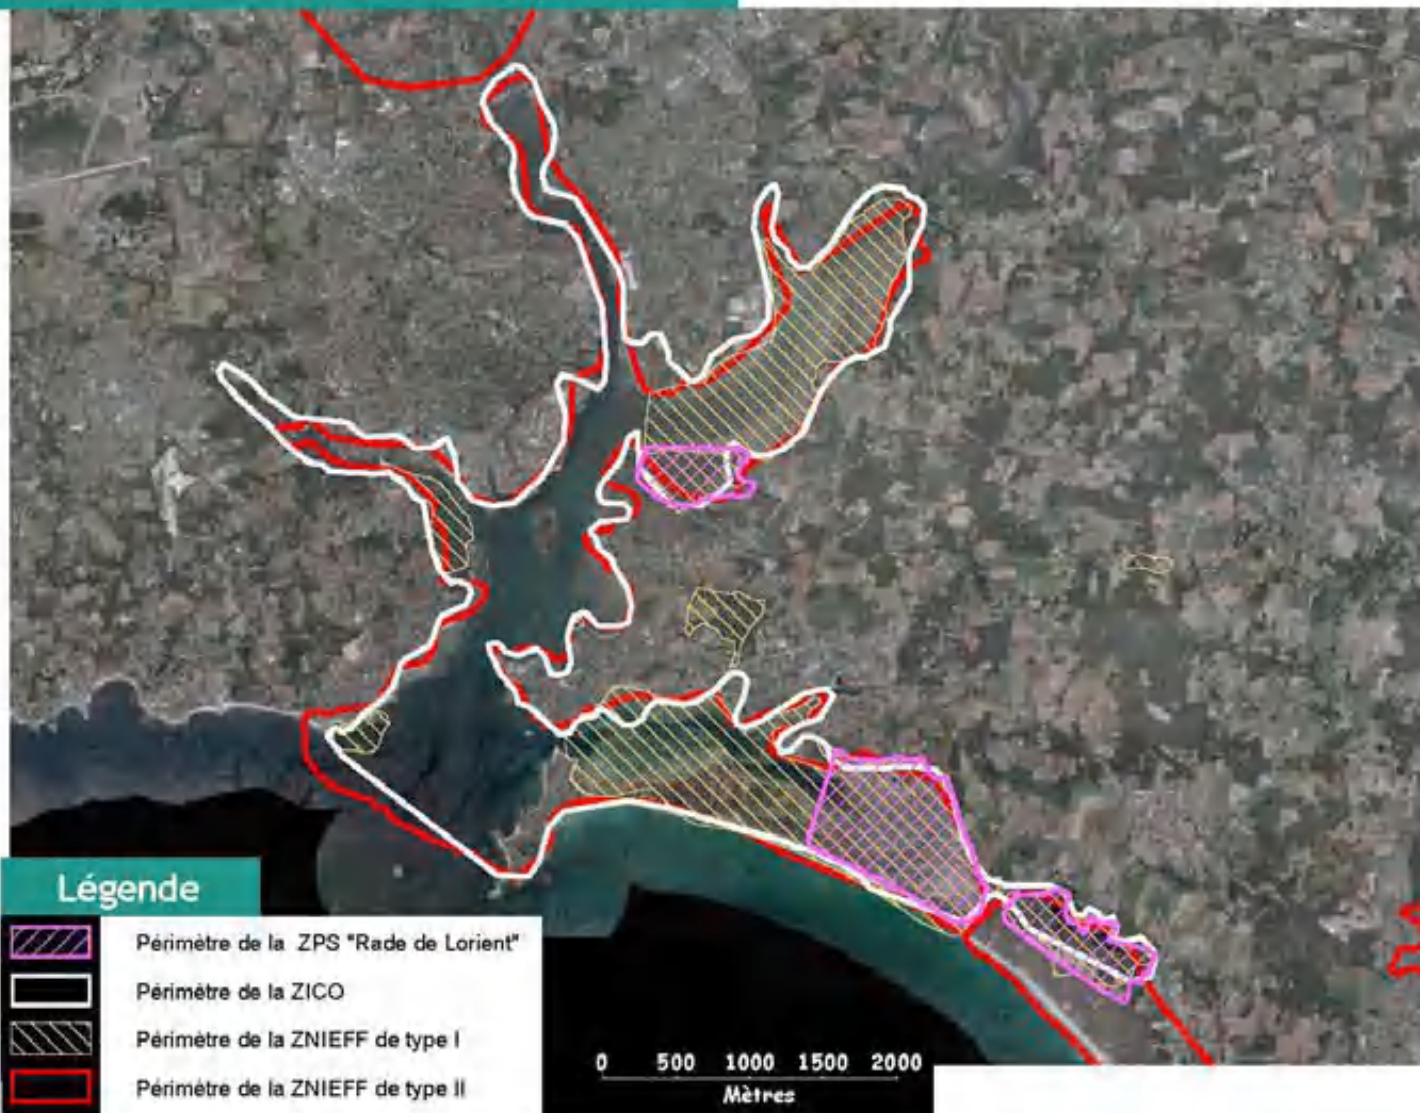 Légende
Périmètre de la ZPS "Rade de Lorient"
Périmètre de la ZICO
Périmètre de la ZNIEFF de type I
Périmètre de la ZNIEFF de type II
0 500 1000 1500 2000
Mètres